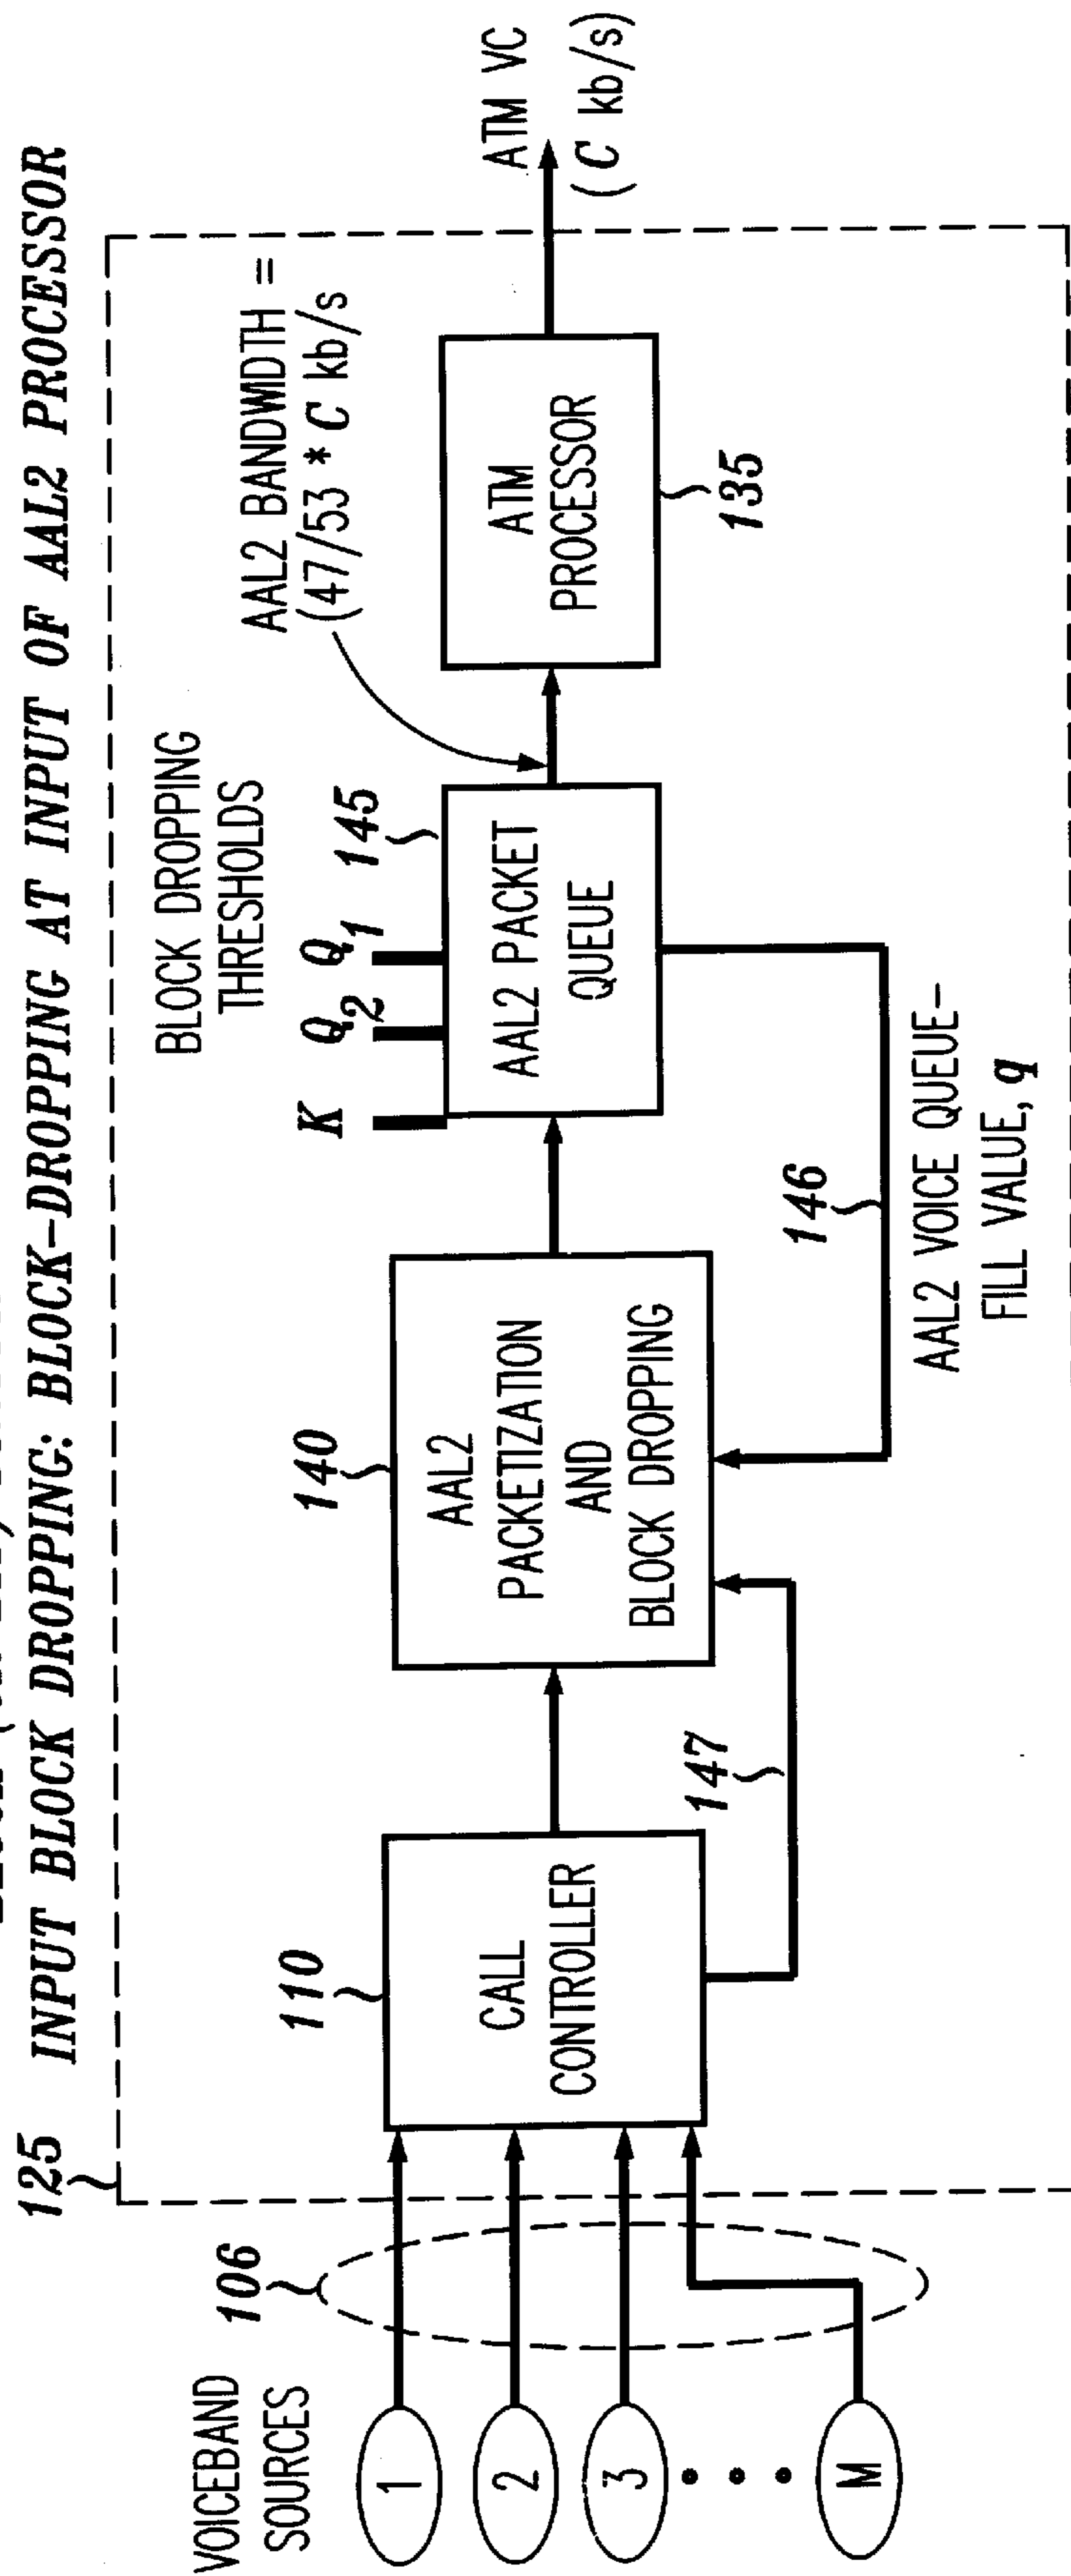 125 INPUT BLOCK DROPPING: BLOCK-DROPPING AT INPUT OF AAL2 PROCESSOR
VOICEBAND
SOURCES
1
2
3
M
106
110
CALL
CONTROLLER
147
140
AAL2
PACKETIZATION
AND
BLOCK DROPPING
146
AAL2 VOICE QUEUE-
FILL VALUE, q
BLOCK DROPPING
THRESHOLDS
K
Q2
Q1
145
AAL2 PACKET
QUEUE
AAL2 BANDWIDTH =
(47/53 * C kb/s
ATM
PROCESSOR
135
ATM VC
(C kb/s)